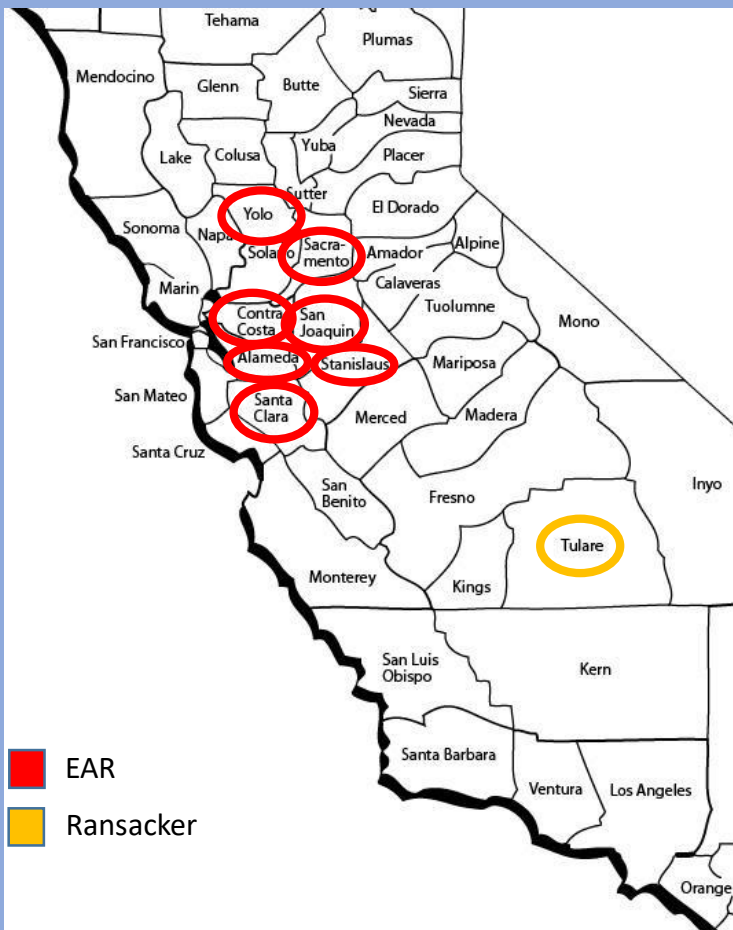 Tehama
Plumas
Mendocino
Glenn
Butte
Sierra
Nevada
Yuba
Placer
Lake
Colusa
Sutter
El Dorado
Yolo
Sonoma
Napa
Solano
Sacra-
mento
Amador
Alpine
Calaveras
Marin
Tuolumne
Contra
Costa
San
Joaquin
Mono
San Francisco
Alameda
Stanislaus
Mariposa
San Mateo
Santa
Clara
Merced
Madera
Santa Cruz
San
Benito
Fresno
Inyo
Tulare
Monterey
Kings
San Luis
Obispo
Kern
Santa Barbara
Ventura
Los Angeles
Orange
EAR
Ransacker